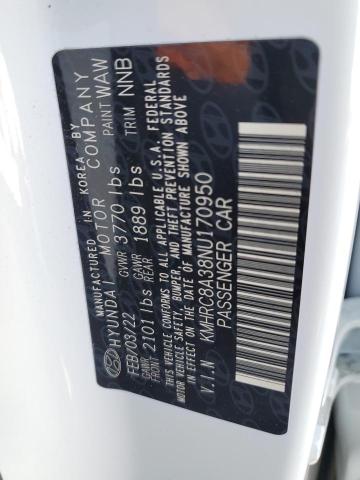 MANUFACTURED IN KOREA BY
HYUNDAI MOTOR COMPANY
FEB/03/22 GVWR 3770 lbs PAINT WAW
GAWR FRONT 2101 lbs GAWR REAR 1889 lbs TRIM NNB
THIS VEHICLE CONFORMS TO ALL APPLICABLE U.S.A. FEDERAL
MOTOR VEHICLE SAFETY, BUMPER, AND THEFT PREVENTION STANDARDS
IN EFFECT ON THE DATE OF MANUFACTURE SHOWN ABOVE
V.I.N KMHRC8A38NU170950
PASSENGER CAR